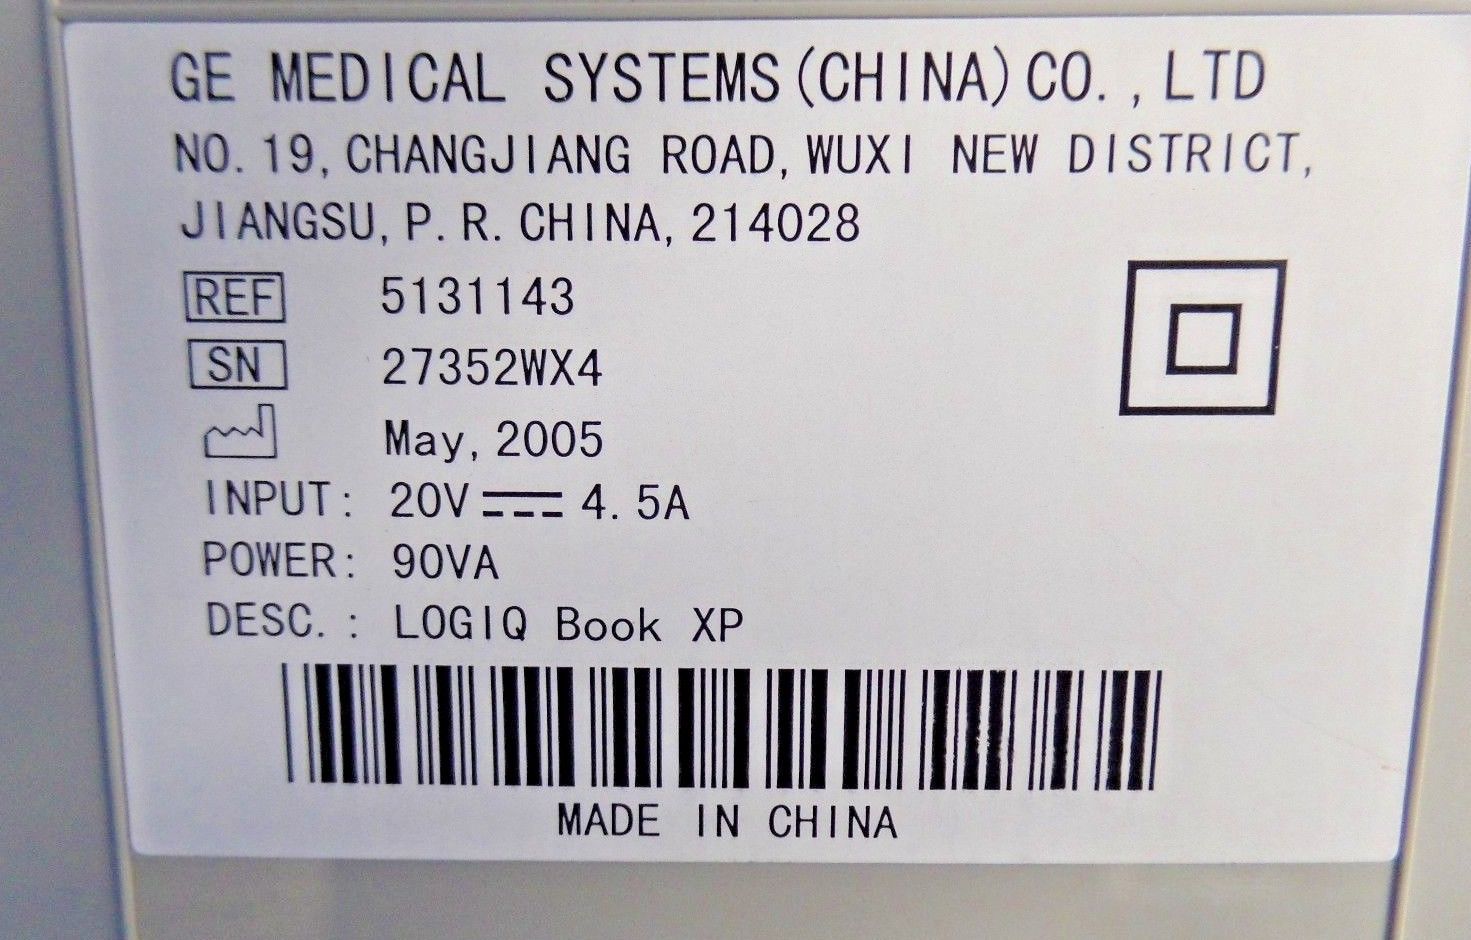 GE MEDICAL SYSTEMS(CHINA)CO.,LTD
NO.19,CHANGJIANG ROAD,WUXI NEW DISTRICT,
JIANGSU,P.R.CHINA,214028
REF 5131143
SN 27352WX4
May,2005
INPUT: 20V ⎓ 4.5A
POWER: 90VA
DESC.: LOGIQ Book XP
MADE IN CHINA